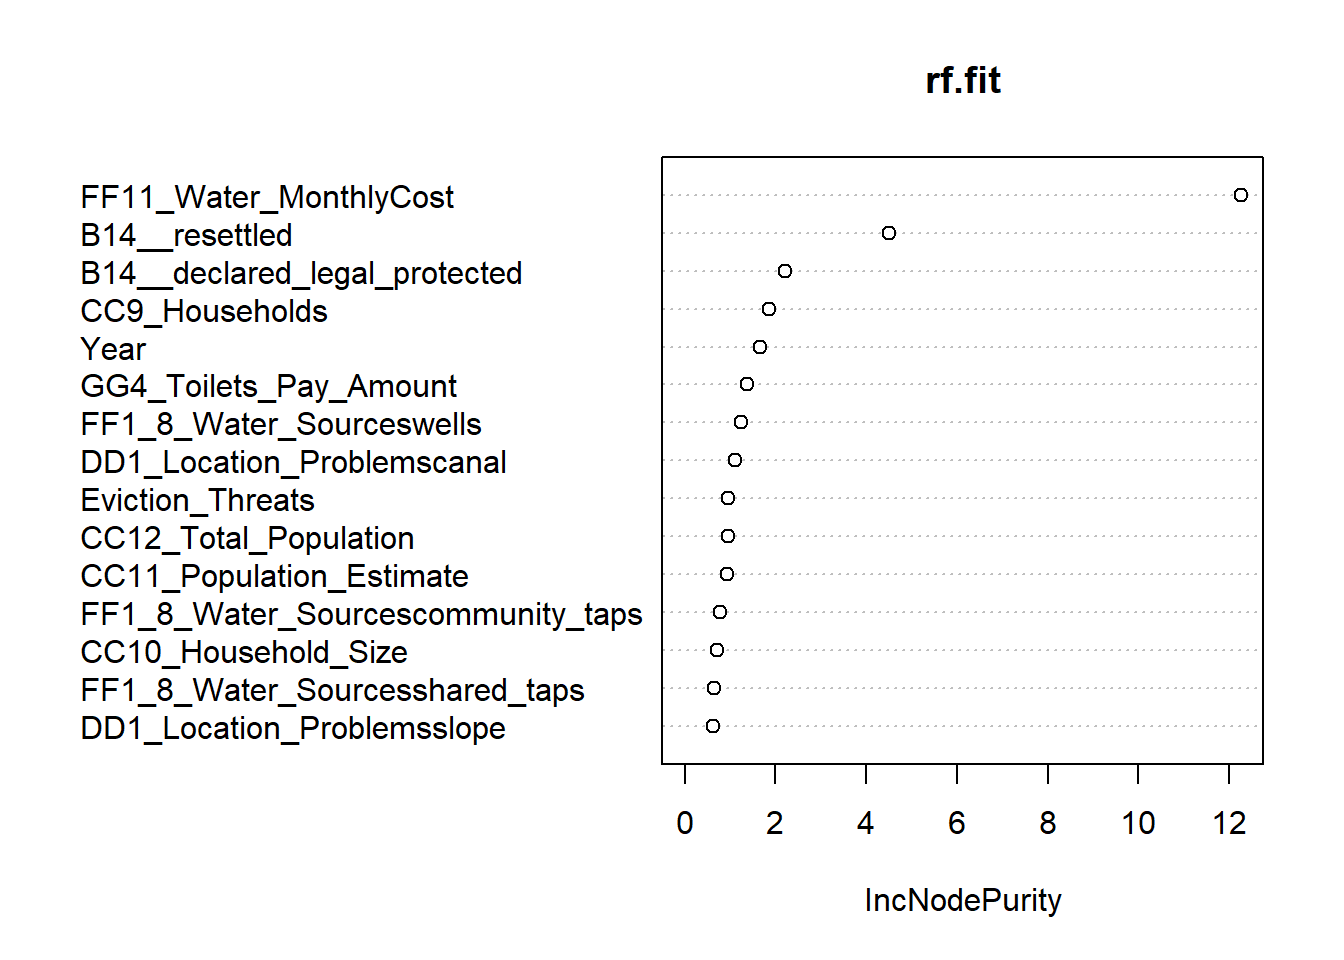 rf.fit
FF11_Water_MonthlyCost
B14__resettled
B14__declared_legal_protected
CC9_Households
Year
GG4_Toilets_Pay_Amount
FF1_8_Water_Sourceswells
DD1_Location_Problemscanal
Eviction_Threats
CC12_Total_Population
CC11_Population_Estimate
FF1_8_Water_Sourcescommunity_taps
CC10_Household_Size
FF1_8_Water_Sourcesshared_taps
DD1_Location_Problemsslope
0 2 4 6 8 10 12
IncNodePurity